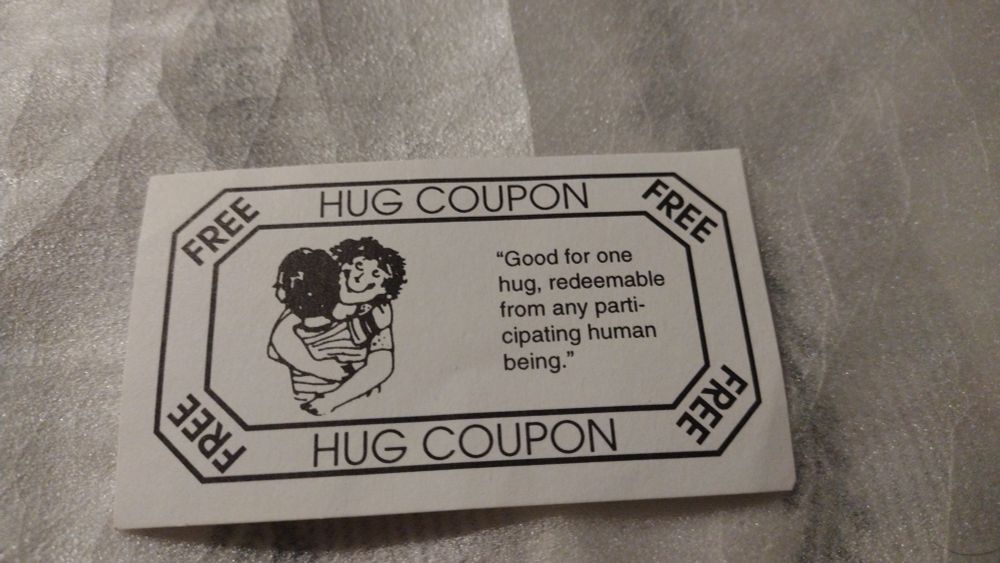 FREE
HUG COUPON
FREE
“Good for one
hug, redeemable
from any parti-
cipating human
being.”
FREE
HUG COUPON
FREE